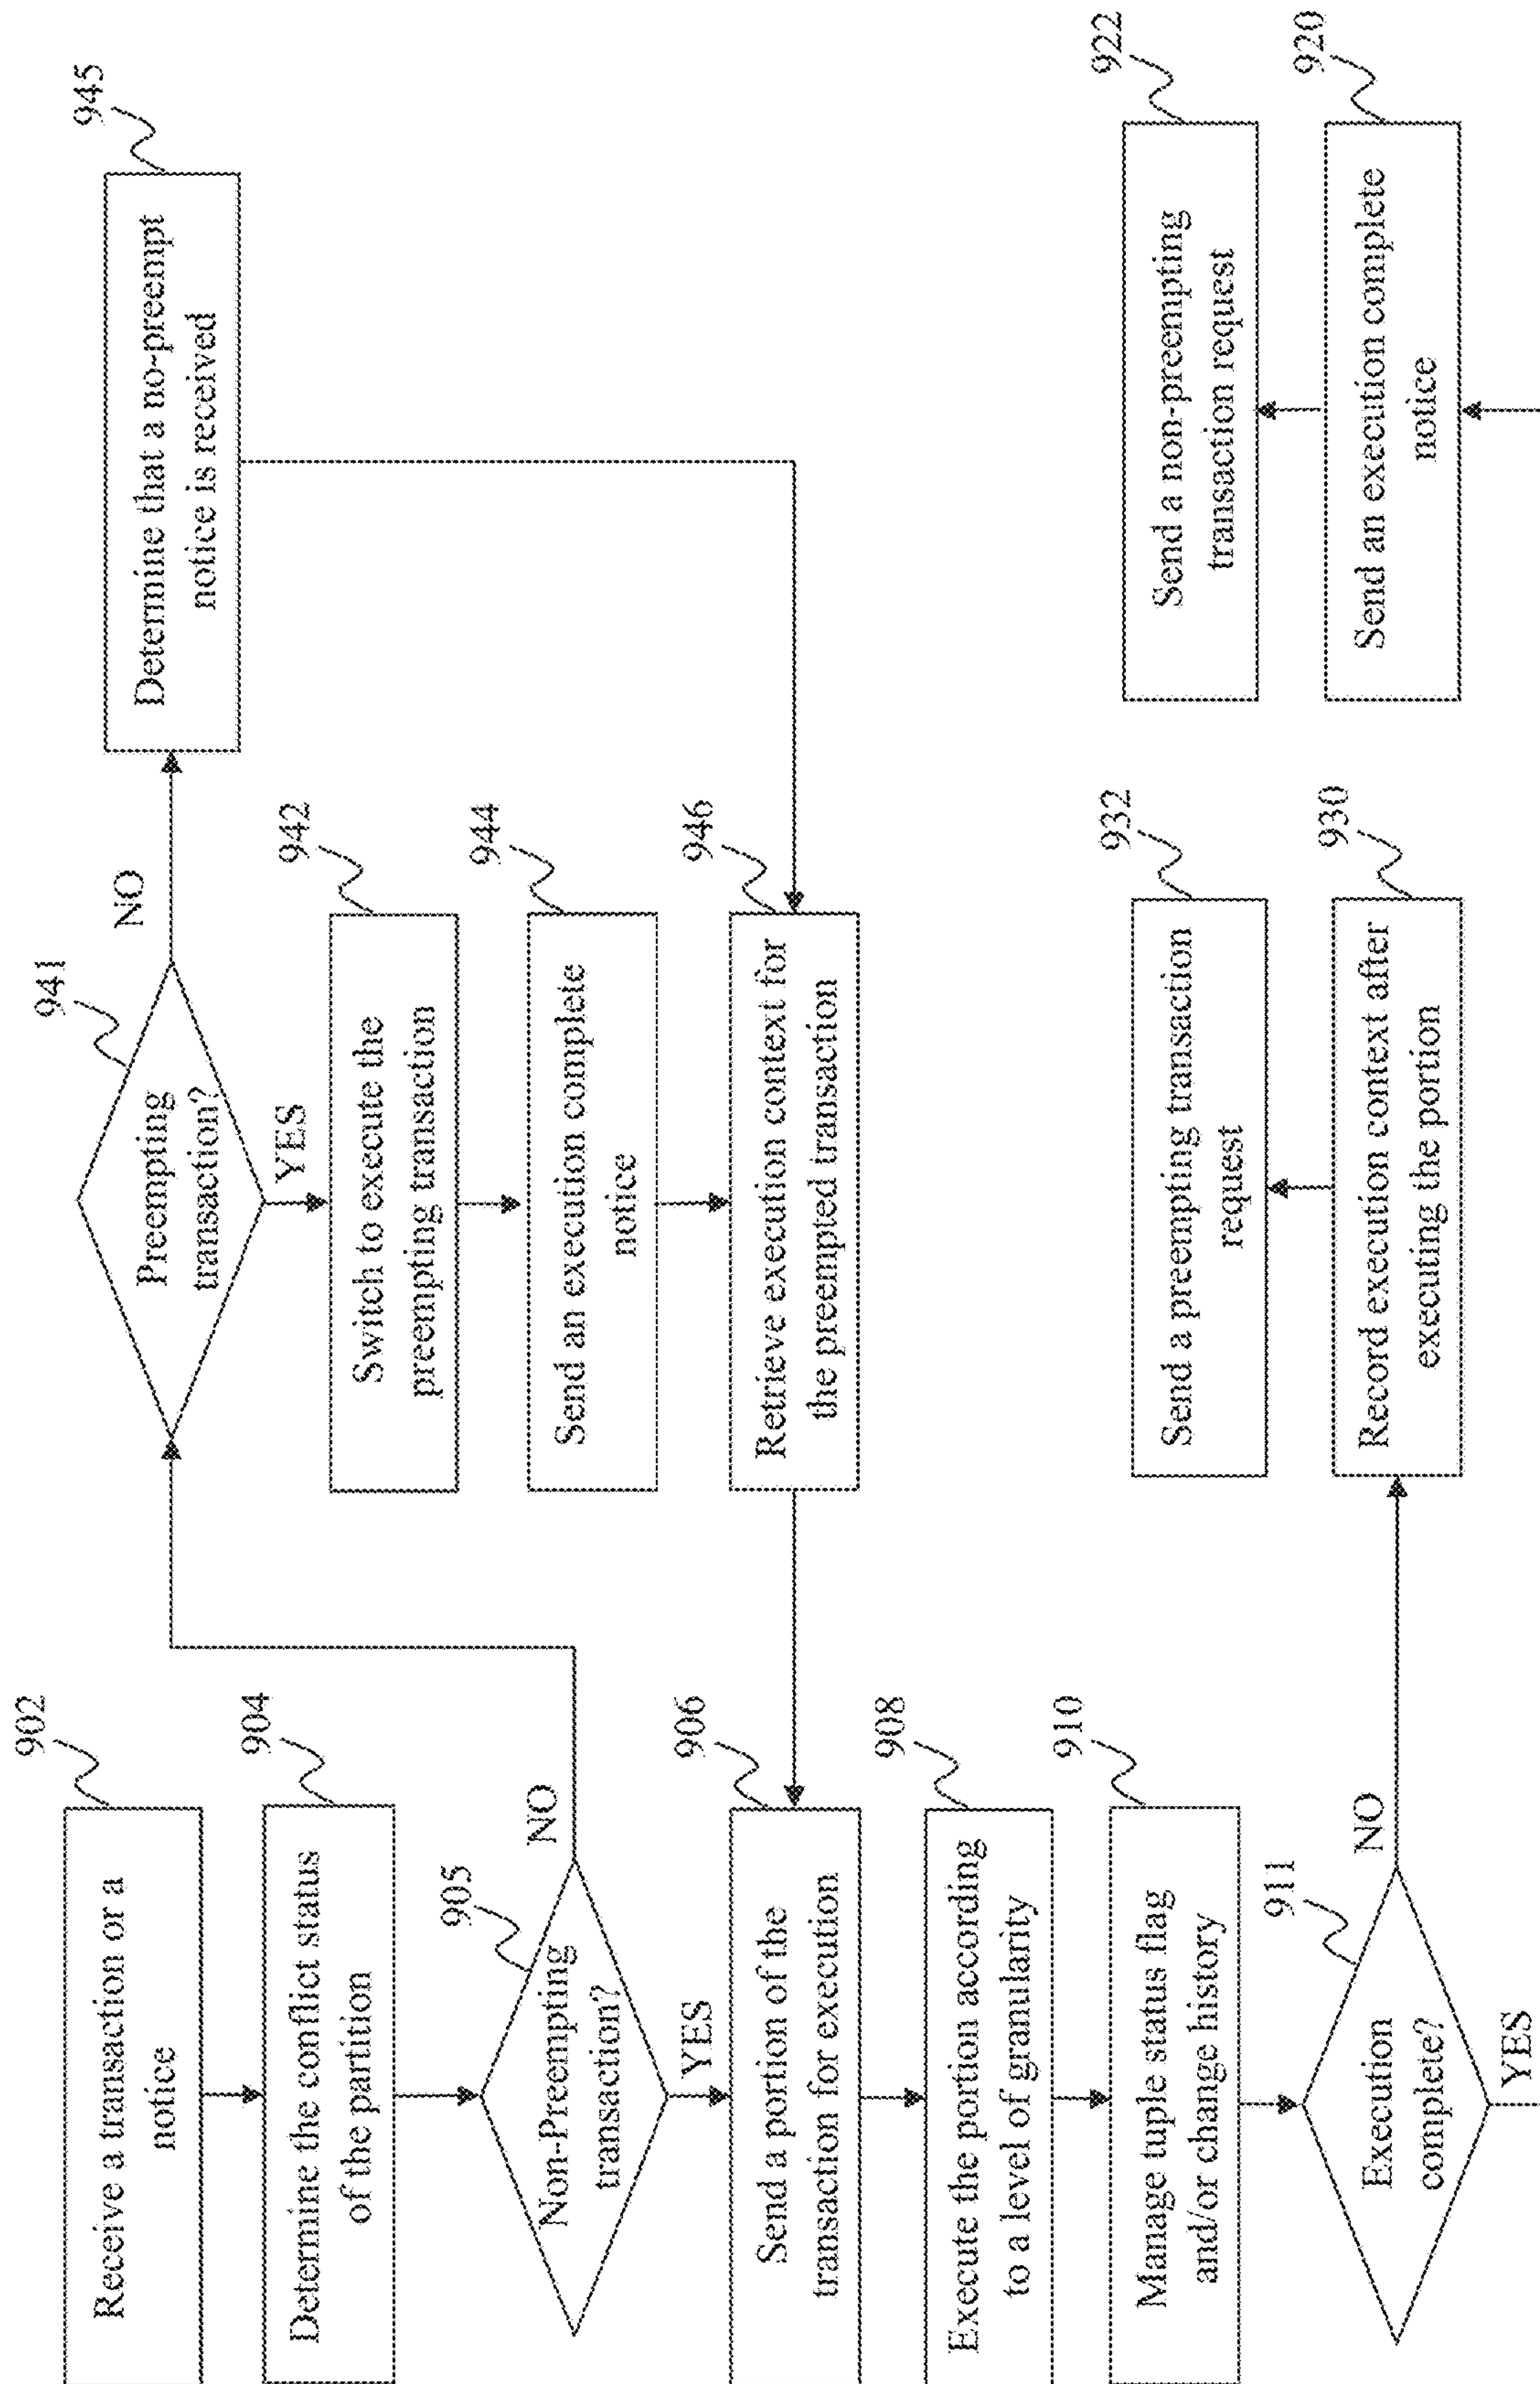 902
Receive a transaction or a
notice
904
Determine the conflict status
of the partition
905
Non-Preempting
transaction?
NO
YES
906
Send a portion of the
transaction for execution
908
Execute the portion according
to a level of granularity
910
Manage tuple status flag
and/or change history
911
Execution
complete?
NO
YES
941
Preempting
transaction?
NO
YES
942
Switch to execute the
preempting transaction
944
Send an execution complete
notice
946
Retrieve execution context for
the preempted transaction
945
Determine that a no-preempt
notice is received
932
Send a preempting transaction
request
930
Record execution context after
executing the portion
922
Send a non-preempting
transaction request
920
Send an execution complete
notice